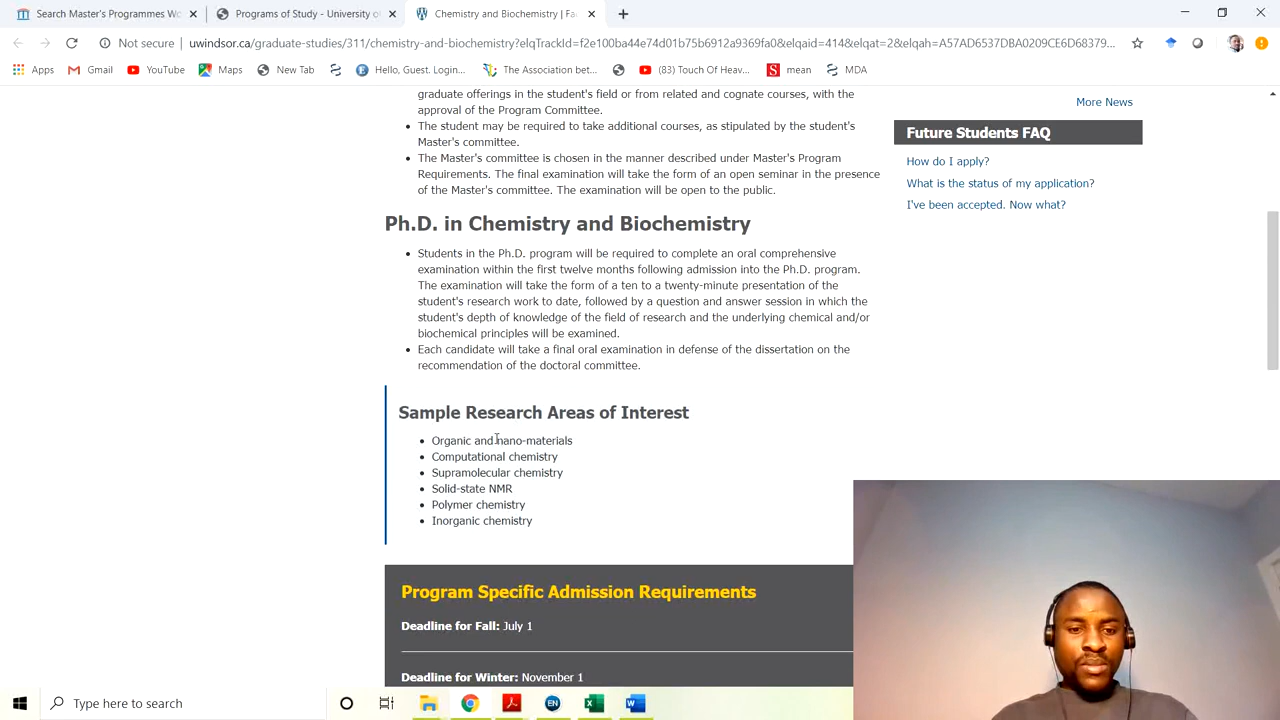 Search Master's Programmes Wo
Programs of Study - University of
Chemistry and Biochemistry | Fac
Not secure | uwindsor.ca/graduate-studies/311/chemistry-and-biochemistry?elqTrackId=f2e100ba44e74d01b75b6912a9369fa0&elqaid=414&elqat=2&elqah=A57AD6537DBA0209CE6D68379...
Apps Gmail YouTube Maps New Tab Hello, Guest. Login... The Association bet... (83) Touch Of Heav... mean MDA
graduate offerings in the student's field or from related and cognate courses, with the
approval of the Program Committee.
• The student may be required to take additional courses, as stipulated by the student's
Master's committee.
• The Master's committee is chosen in the manner described under Master's Program
Requirements. The final examination will take the form of an open seminar in the presence
of the Master's committee. The examination will be open to the public.
More News
Future Students FAQ
How do I apply?
What is the status of my application?
I've been accepted. Now what?
Ph.D. in Chemistry and Biochemistry
• Students in the Ph.D. program will be required to complete an oral comprehensive
examination within the first twelve months following admission into the Ph.D. program.
The examination will take the form of a ten to a twenty-minute presentation of the
student's research work to date, followed by a question and answer session in which the
student's depth of knowledge of the field of research and the underlying chemical and/or
biochemical principles will be examined.
• Each candidate will take a final oral examination in defense of the dissertation on the
recommendation of the doctoral committee.
Sample Research Areas of Interest
• Organic and nano-materials
• Computational chemistry
• Supramolecular chemistry
• Solid-state NMR
• Polymer chemistry
• Inorganic chemistry
Program Specific Admission Requirements
Deadline for Fall: July 1
Deadline for Winter: November 1
Type here to search